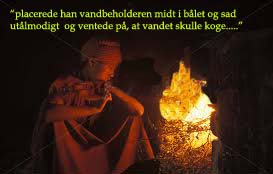 "placerede han vandbeholderen midt i bålet og sad
utålmodigt og ventede på, at vandet skulle koge....."